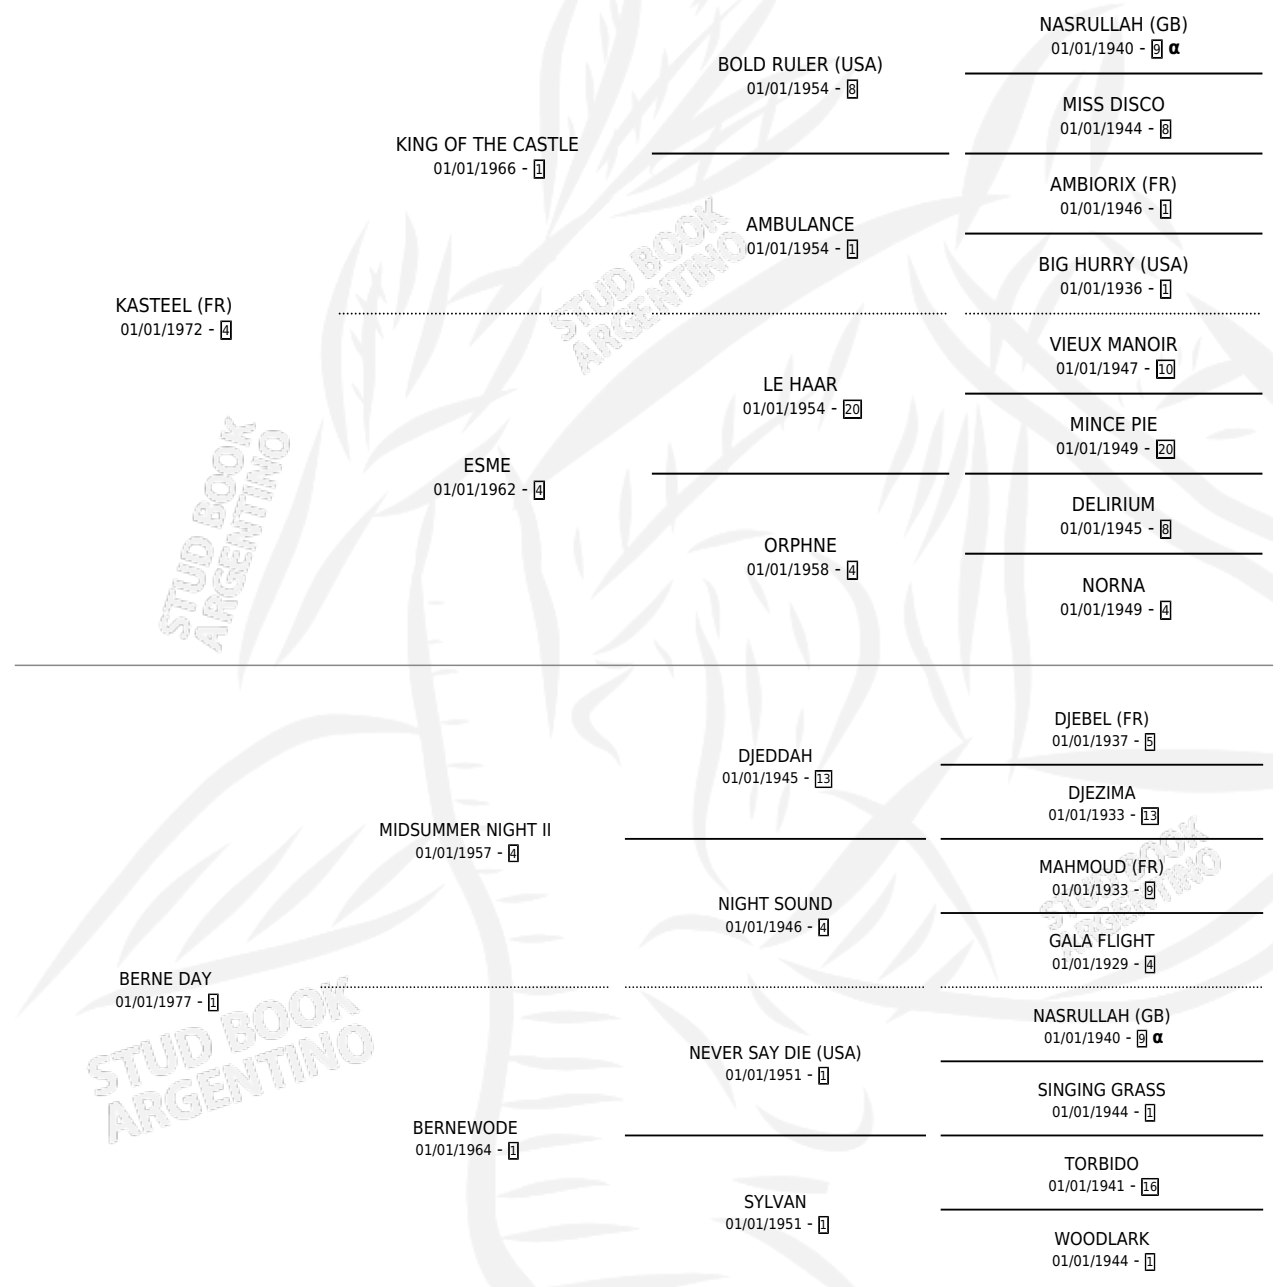 NASRULLAH (GB)
01/01/1940 - 9 α
BOLD RULER (USA)
01/01/1954 - 8
MISS DISCO
01/01/1944 - 8
KING OF THE CASTLE
01/01/1966 - 1
AMBIORIX (FR)
01/01/1946 - 1
AMBULANCE
01/01/1954 - 1
BIG HURRY (USA)
01/01/1936 - 1
KASTEEL (FR)
01/01/1972 - 4
VIEUX MANOIR
01/01/1947 - 10
LE HAAR
01/01/1954 - 20
MINCE PIE
01/01/1949 - 20
ESME
01/01/1962 - 4
DELIRIUM
01/01/1945 - 8
ORPHNE
01/01/1958 - 4
NORNA
01/01/1949 - 4
STUD BOOK
ARGENTINO
STUD BOOK
ARGENTINO
DJEBEL (FR)
01/01/1937 - 5
DJEDDAH
01/01/1945 - 13
DJEZIMA
01/01/1933 - 13
MIDSUMMER NIGHT II
01/01/1957 - 4
MAHMOUD (FR)
01/01/1933 - 9
NIGHT SOUND
01/01/1946 - 4
GALA FLIGHT
01/01/1929 - 4
BERNE DAY
01/01/1977 - 1
NASRULLAH (GB)
01/01/1940 - 9 α
NEVER SAY DIE (USA)
01/01/1951 - 1
SINGING GRASS
01/01/1944 - 1
BERNEWODE
01/01/1964 - 1
TORBIDO
01/01/1941 - 16
SYLVAN
01/01/1951 - 1
WOODLARK
01/01/1944 - 1
STUD BOOK
ARGENTINO
STUD BOOK
ARGENTINO